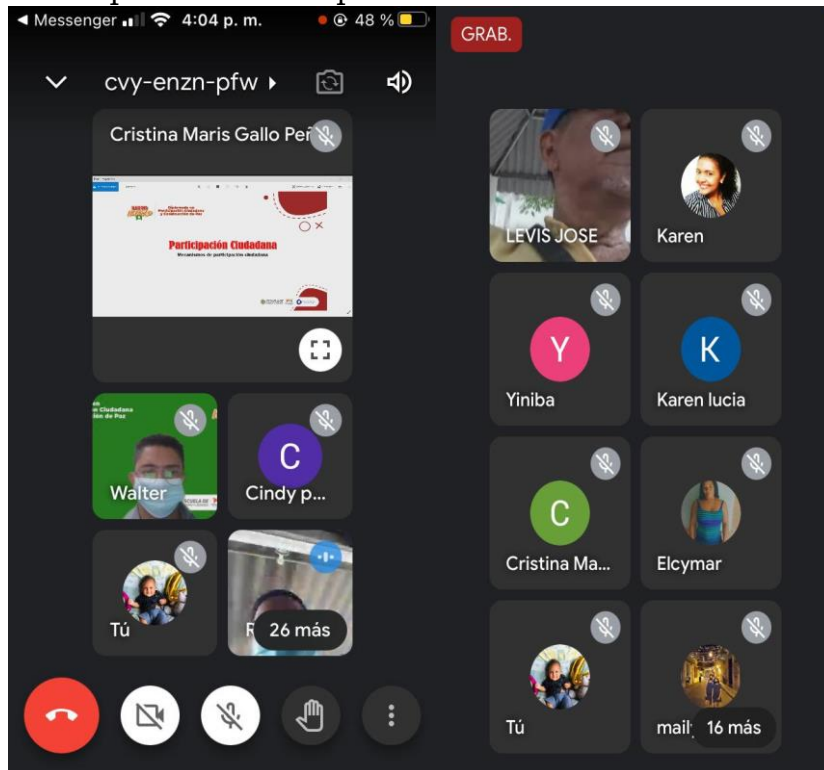 Messenger 4:04 p. m. 48 %
cvy-enzn-pfw
Cristina Maris Gallo Peñ
Participación Ciudadana
Mecanismos de participación ciudadana
Walter
Cindy p...
Tú
26 más
GRAB.
LEVIS JOSE
Karen
Y
Yiniba
K
Karen lucia
C
Cristina Ma...
Elcymar
Tú
mail
16 más
C